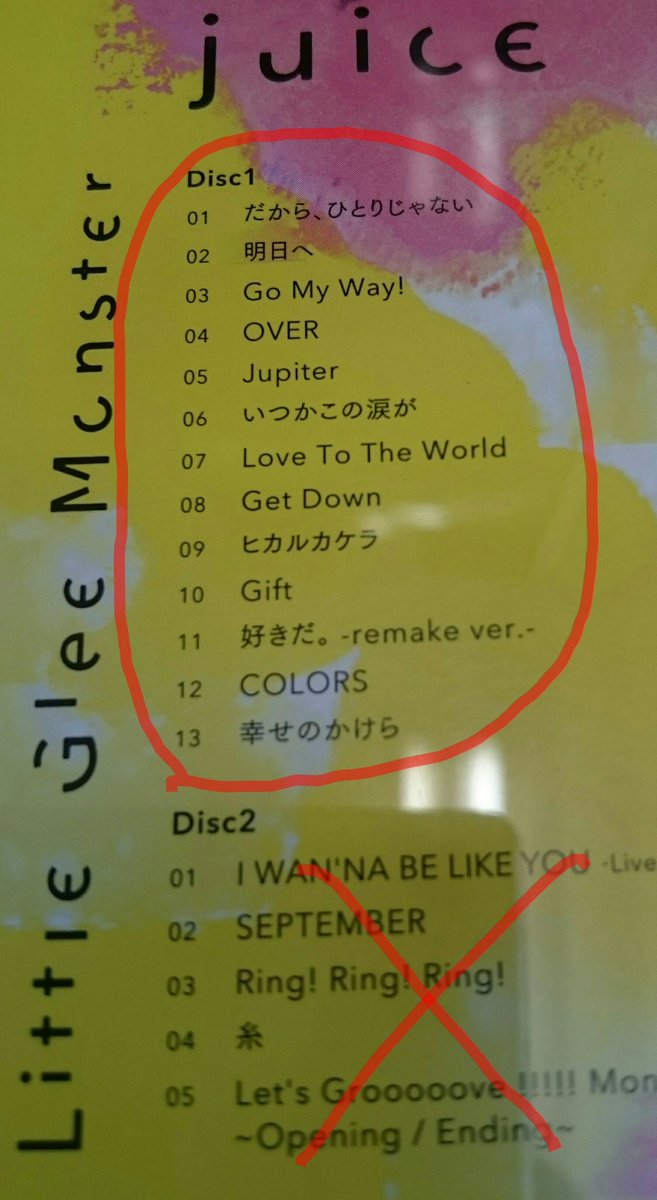 juice
Little Glee Monster
Disc1
01 だから、ひとりじゃない
02 明日へ
03 Go My Way!
04 OVER
05 Jupiter
06 いつかこの涙が
07 Love To The World
08 Get Down
09 ヒカルカケラ
10 Gift
11 好きだ。-remake ver.-
12 COLORS
13 幸せのかけら
Disc2
01 I WAN'NA BE LIKE YOU -Live
02 SEPTEMBER
03 Ring! Ring! Ring!
04 糸
05 Let's Grooooove !!!!! Mon
~Opening / Ending~